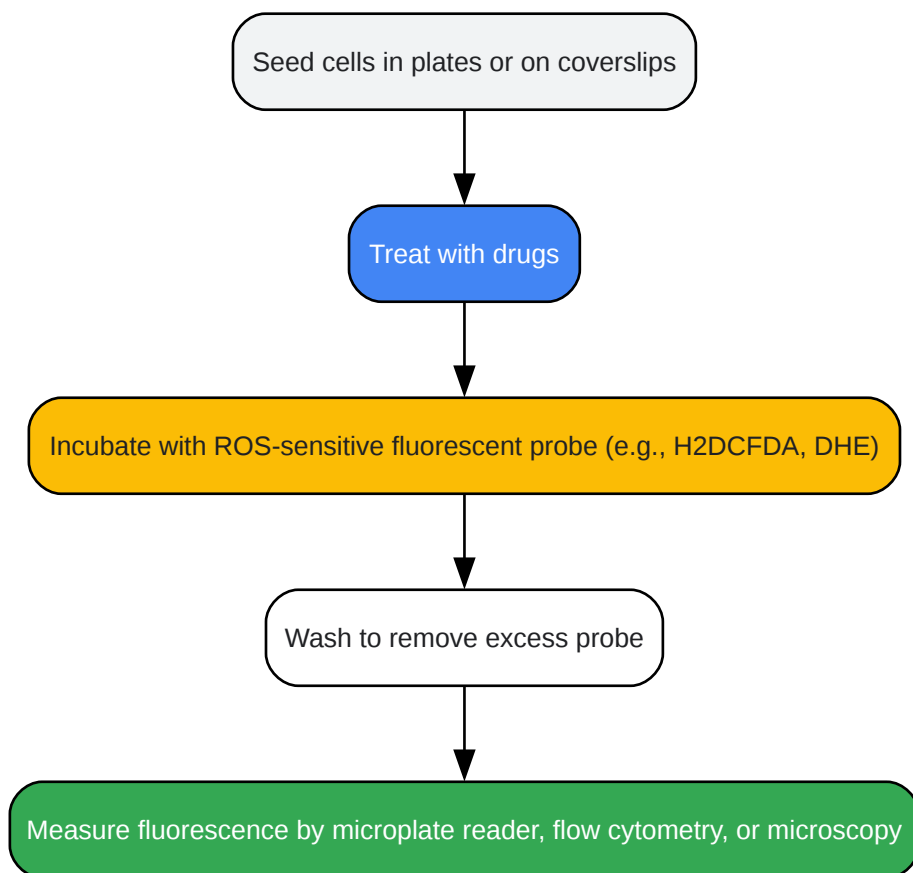 Seed cells in plates or on coverslips
Treat with drugs
Incubate with ROS-sensitive fluorescent probe (e.g., H2DCFDA, DHE)
Wash to remove excess probe
Measure fluorescence by microplate reader, flow cytometry, or microscopy